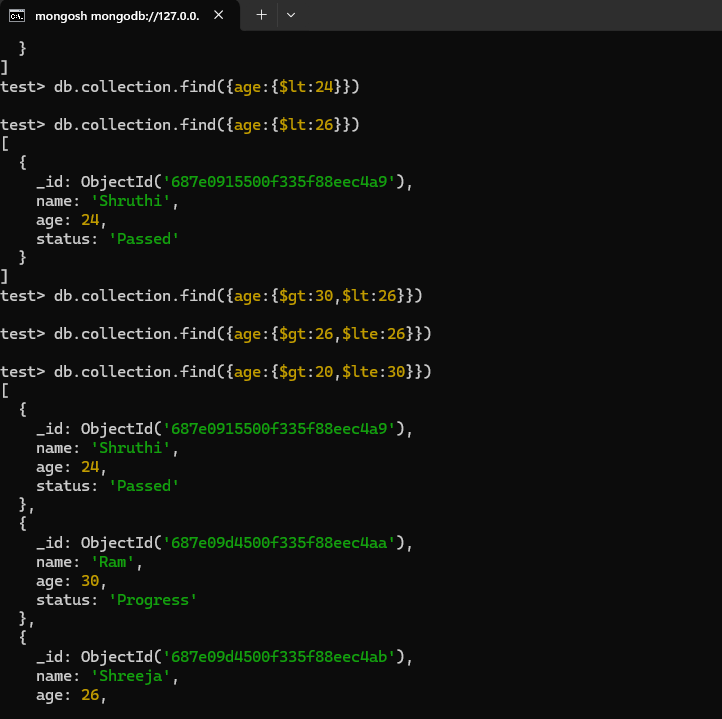 mongosh mongodb://127.0.0.
  }
]
test> db.collection.find({age:{$lt:24}})
test> db.collection.find({age:{$lt:26}})
[
  {
    _id: ObjectId('687e0915500f335f88eec4a9'),
    name: 'Shruthi',
    age: 24,
    status: 'Passed'
  }
]
test> db.collection.find({age:{$gt:30,$lt:26}})
test> db.collection.find({age:{$gt:26,$lte:26}})
test> db.collection.find({age:{$gt:20,$lte:30}})
[
  {
    _id: ObjectId('687e0915500f335f88eec4a9'),
    name: 'Shruthi',
    age: 24,
    status: 'Passed'
  },
  {
    _id: ObjectId('687e09d4500f335f88eec4aa'),
    name: 'Ram',
    age: 30,
    status: 'Progress'
  },
  {
    _id: ObjectId('687e09d4500f335f88eec4ab'),
    name: 'Shreeja',
    age: 26,